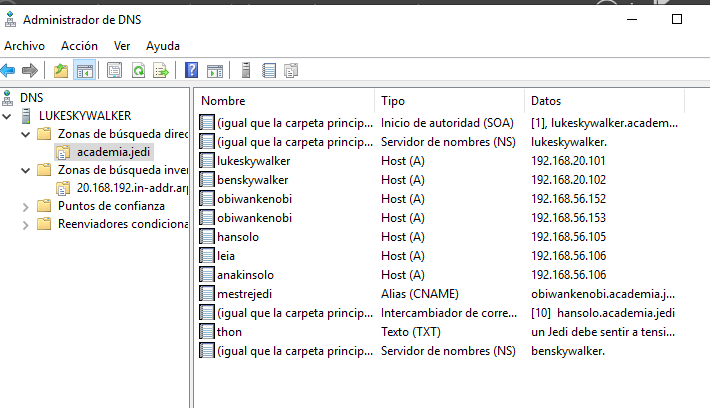 Administrador de DNS
Archivo Acción Ver Ayuda
DNS
LUKESKYWALKER
Zonas de búsqueda direc
academia.jedi
Zonas de búsqueda inver
20.168.192.in-addr.arp
Puntos de confianza
Reenviadores condiciona
Nombre Tipo Datos
(igual que la carpeta princip... Inicio de autoridad (SOA) [1], lukeskywalker.academ...
(igual que la carpeta princip... Servidor de nombres (NS) lukeskywalker.
lukeskywalker Host (A) 192.168.20.101
benskywalker Host (A) 192.168.20.102
obiwankenobi Host (A) 192.168.56.152
obiwankenobi Host (A) 192.168.56.153
hansolo Host (A) 192.168.56.105
leia Host (A) 192.168.56.106
anakinsolo Host (A) 192.168.56.106
mestrejedi Alias (CNAME) obiwankenobi.academia.j...
(igual que la carpeta princip... Intercambiador de corre... [10] hansolo.academia.jedi
thon Texto (TXT) un Jedi debe sentir a tensi...
(igual que la carpeta princip... Servidor de nombres (NS) benskywalker.